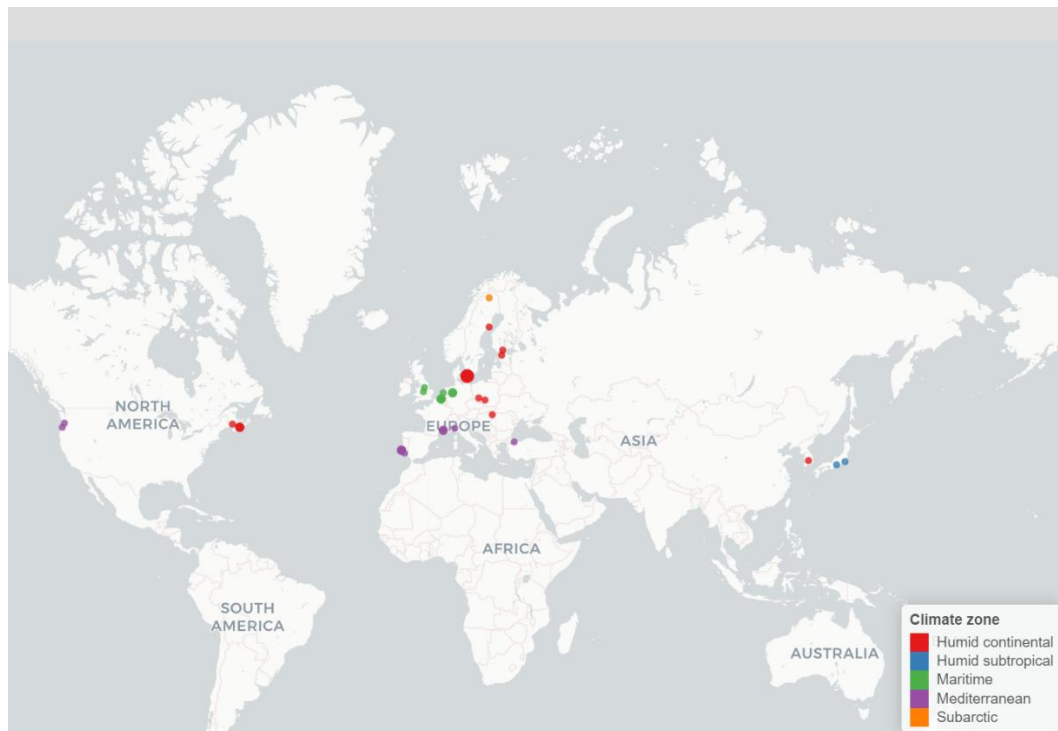 NORTH
AMERICA
EUROPE
ASIA
AFRICA
SOUTH
AMERICA
AUSTRALIA
Climate zone
Humid continental
Humid subtropical
Maritime
Mediterranean
Subarctic